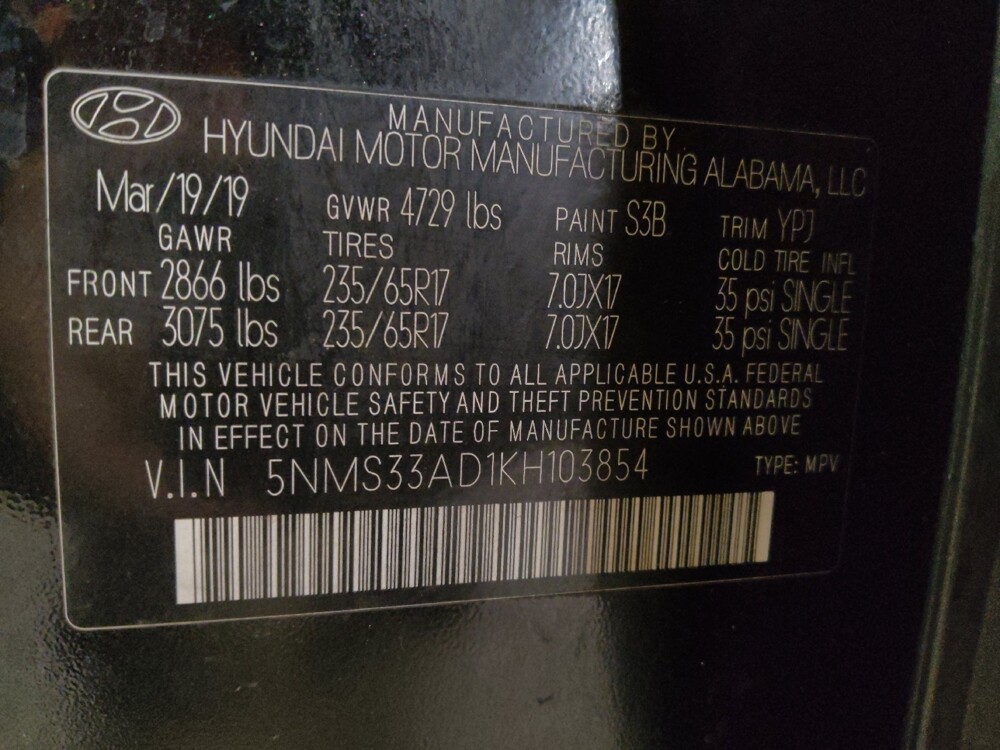 MANUFACTURED BY
HYUNDAI MOTOR MANUFACTURING ALABAMA, LLC
Mar/19/19 GVWR 4729 lbs PAINT S3B TRIM YPJ
GAWR TIRES RIMS COLD TIRE INFL
FRONT 2866 lbs 235/65R17 7.0JX17 35 psi SINGLE
REAR 3075 lbs 235/65R17 7.0JX17 35 psi SINGLE
THIS VEHICLE CONFORMS TO ALL APPLICABLE U.S.A. FEDERAL
MOTOR VEHICLE SAFETY AND THEFT PREVENTION STANDARDS
IN EFFECT ON THE DATE OF MANUFACTURE SHOWN ABOVE
V.I.N 5NMS33AD1KH103854 TYPE: MPV